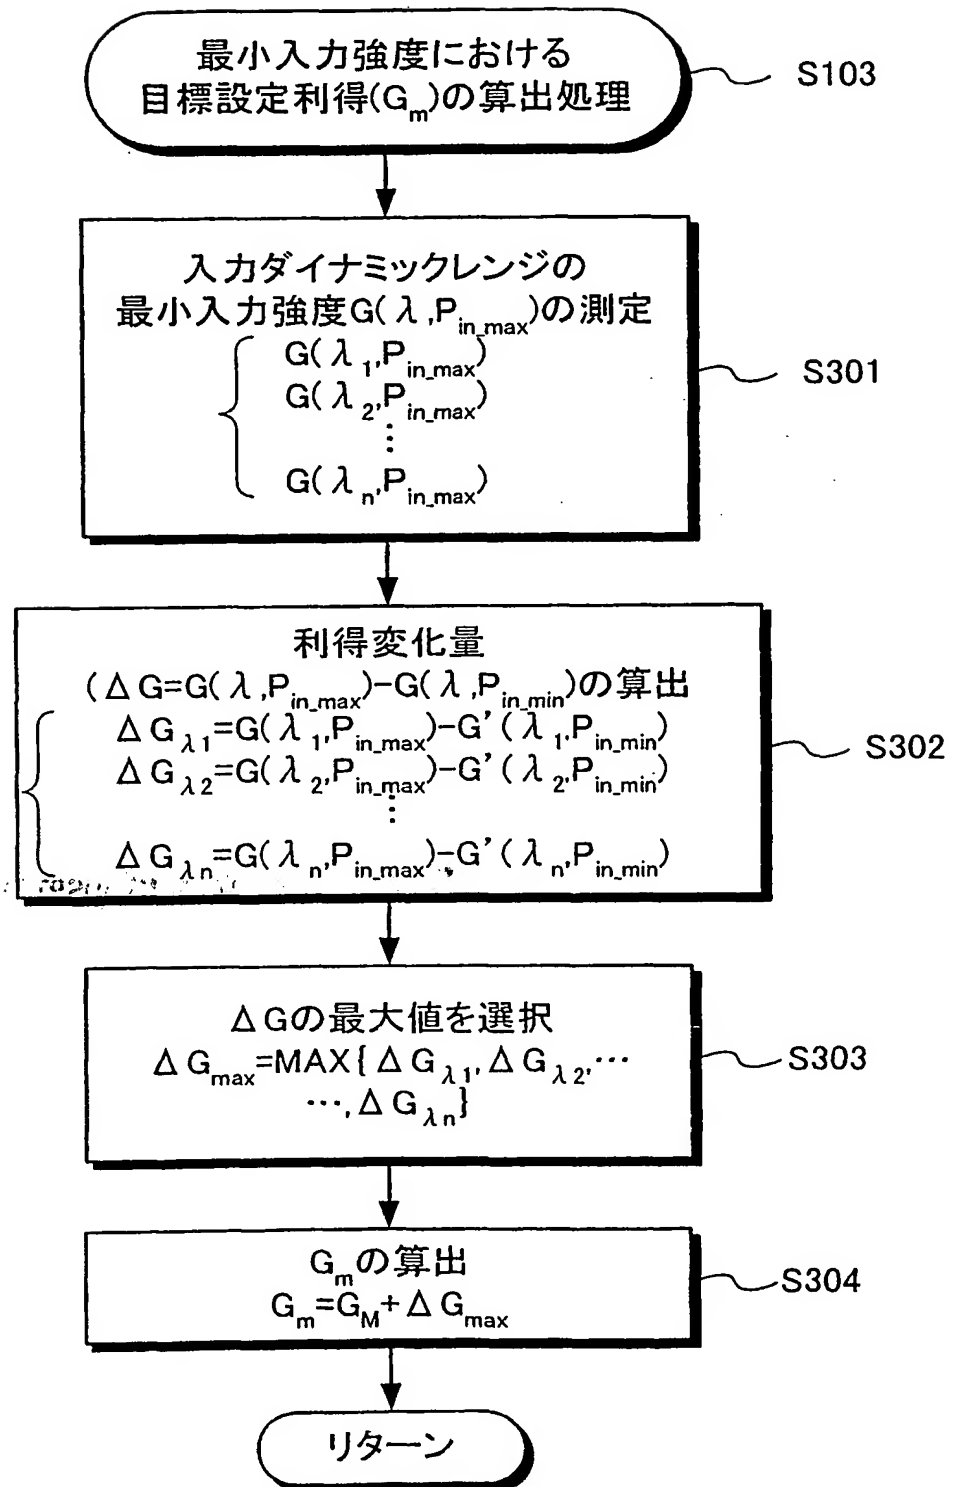 最小入力強度における
目標設定利得(Gm)の算出処理
S103
入力ダイナミックレンジの
最小入力強度G(λ,Pin_max)の測定
G(λ1,Pin_max)
G(λ2,Pin_max)
⋮
G(λn,Pin_max)
S301
利得変化量
(ΔG=G(λ,Pin_max)-G(λ,Pin_min)の算出
ΔGλ1=G(λ1,Pin_max)-G'(λ1,Pin_min)
ΔGλ2=G(λ2,Pin_max)-G'(λ2,Pin_min)
⋮
ΔGλn=G(λn,Pin_max)-G'(λn,Pin_min)
S302
ΔGの最大値を選択
ΔGmax=MAX{ΔGλ1,ΔGλ2,…
…,ΔGλn}
S303
Gmの算出
Gm=GM+ΔGmax
S304
リターン